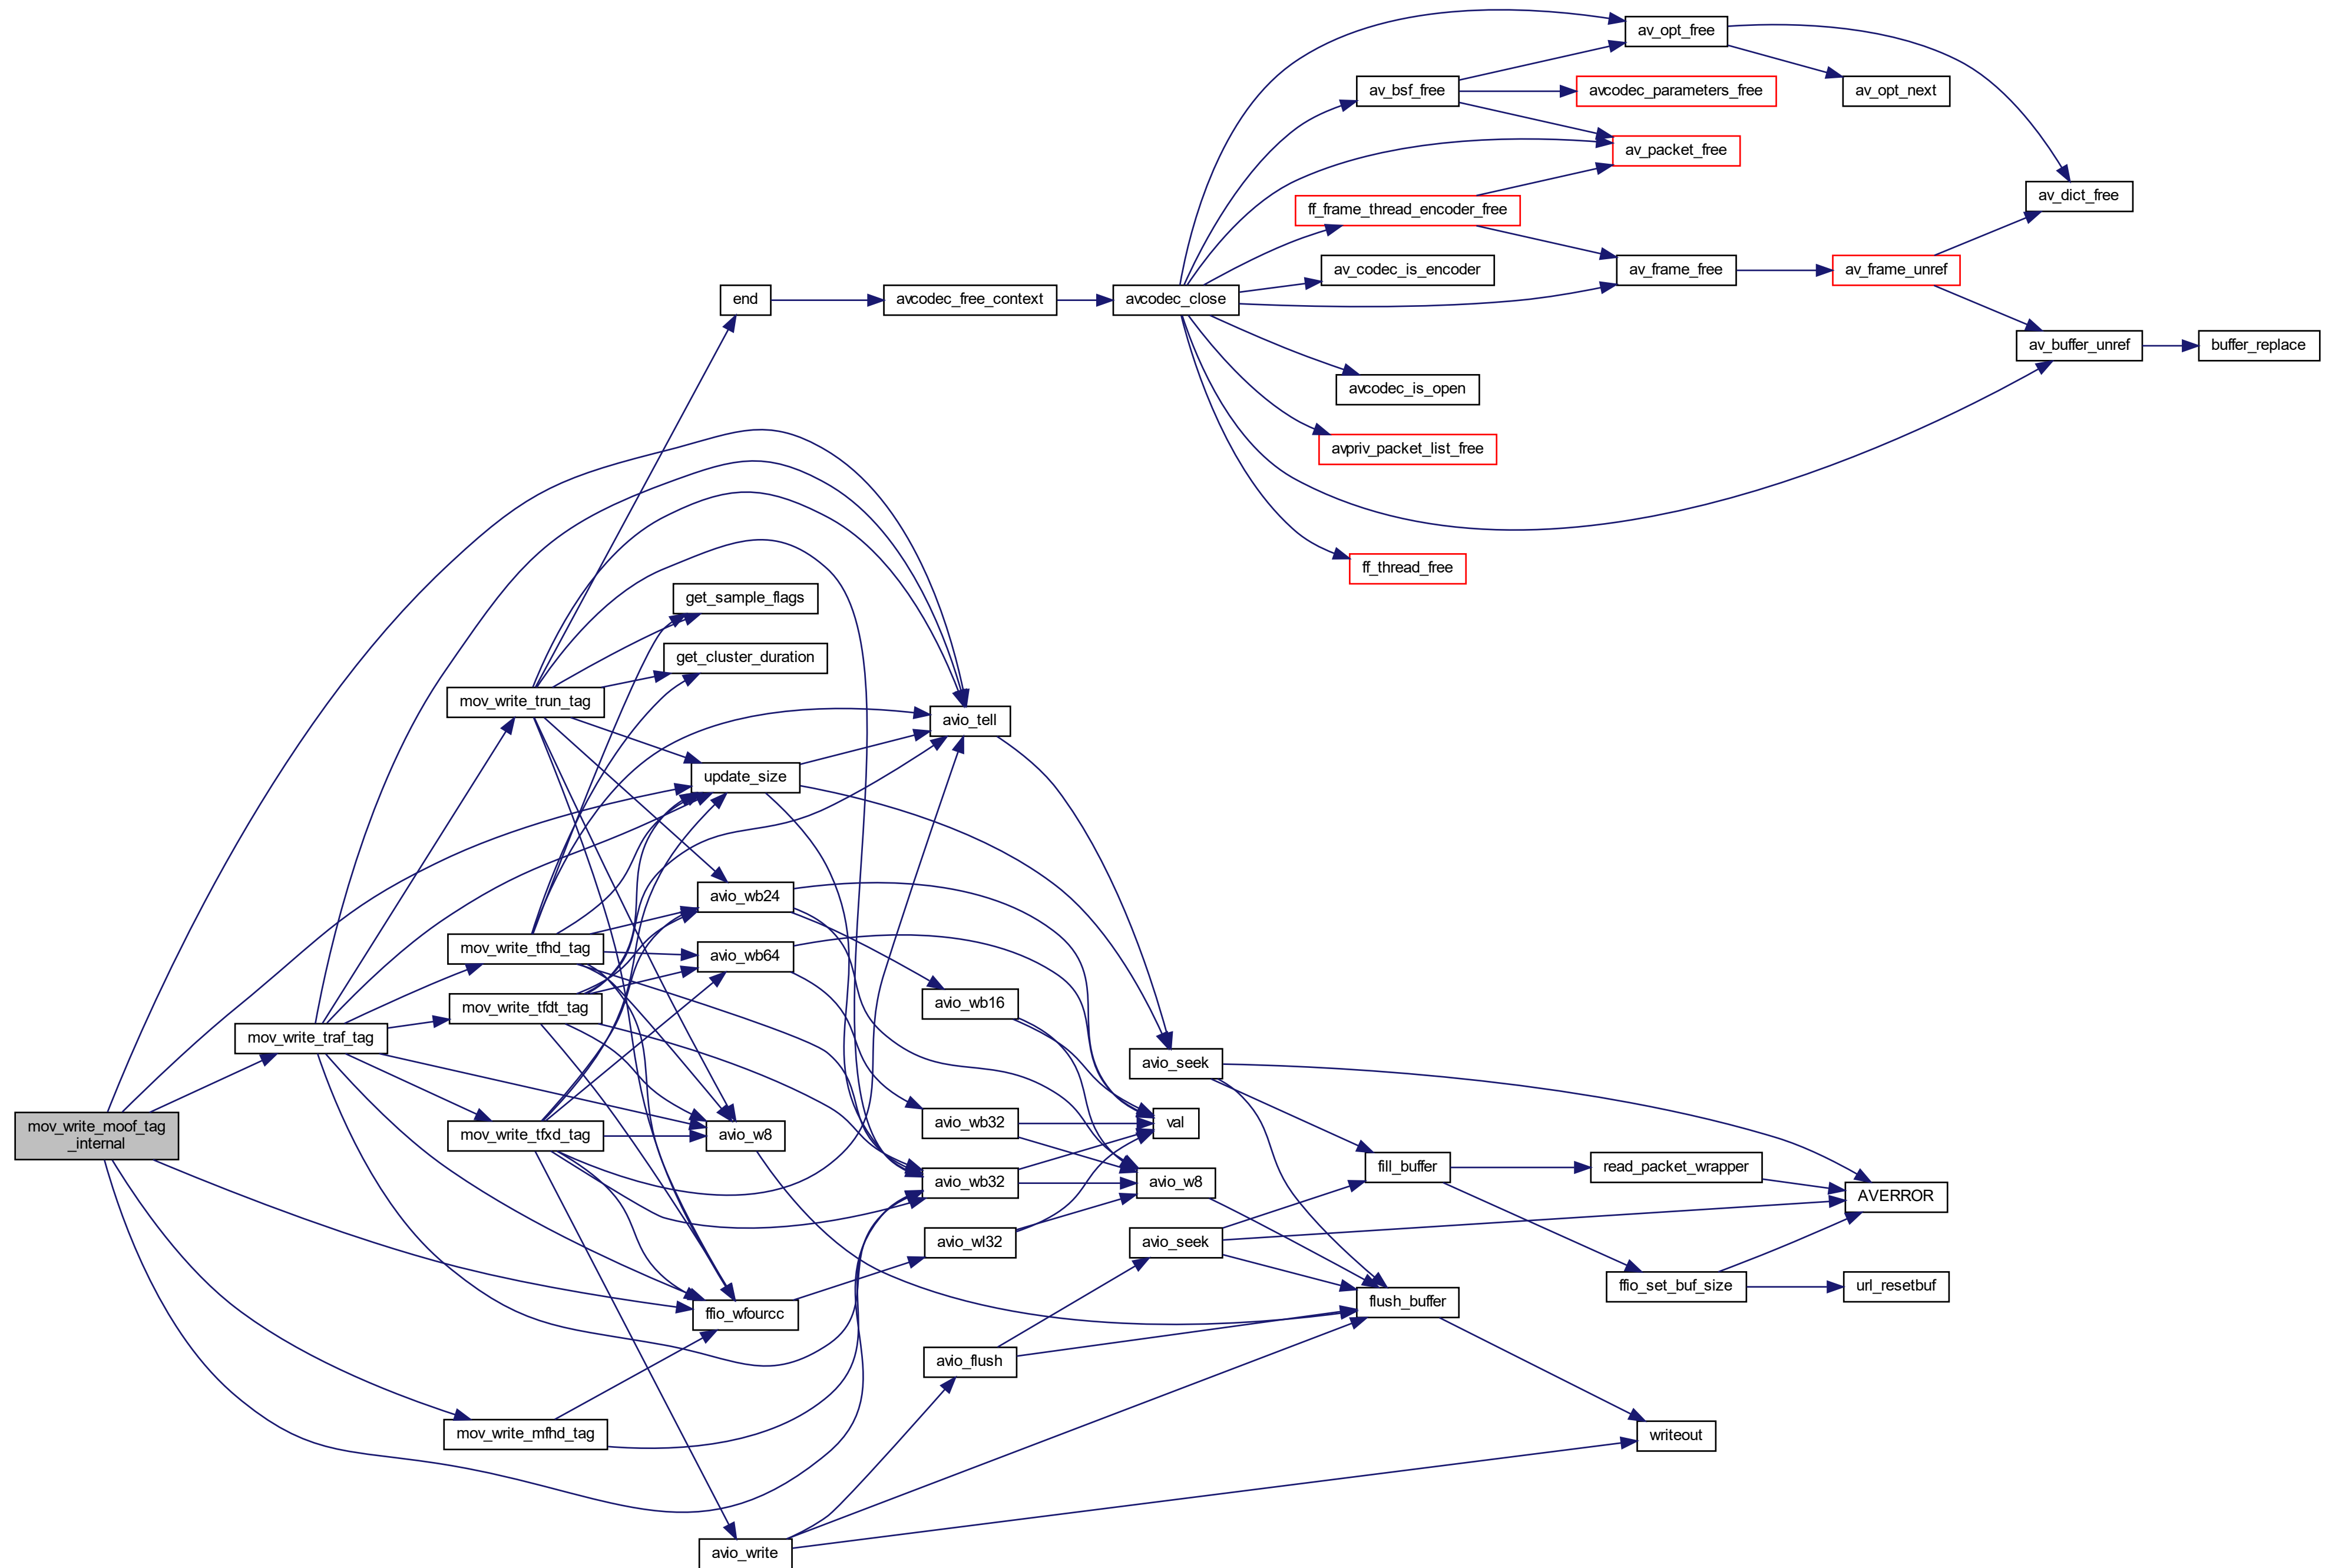 av_opt_free
av_bsf_free
avcodec_parameters_free
av_opt_next
av_packet_free
av_dict_free
ff_frame_thread_encoder_free
av_codec_is_encoder
av_frame_free
av_frame_unref
end
avcodec_free_context
avcodec_close
av_buffer_unref
buffer_replace
avcodec_is_open
avpriv_packet_list_free
ff_thread_free
get_sample_flags
get_cluster_duration
mov_write_trun_tag
avio_tell
update_size
avio_wb24
mov_write_tfhd_tag
avio_wb64
mov_write_tfdt_tag
avio_wb16
mov_write_traf_tag
avio_seek
mov_write_moof_tag
_internal
mov_write_tfxd_tag
avio_w8
avio_wb32
val
fill_buffer
read_packet_wrapper
avio_wb32
avio_w8
AVERROR
avio_wl32
avio_seek
ffio_set_buf_size
url_resetbuf
ffio_wfourcc
flush_buffer
avio_flush
mov_write_mfhd_tag
writeout
avio_write